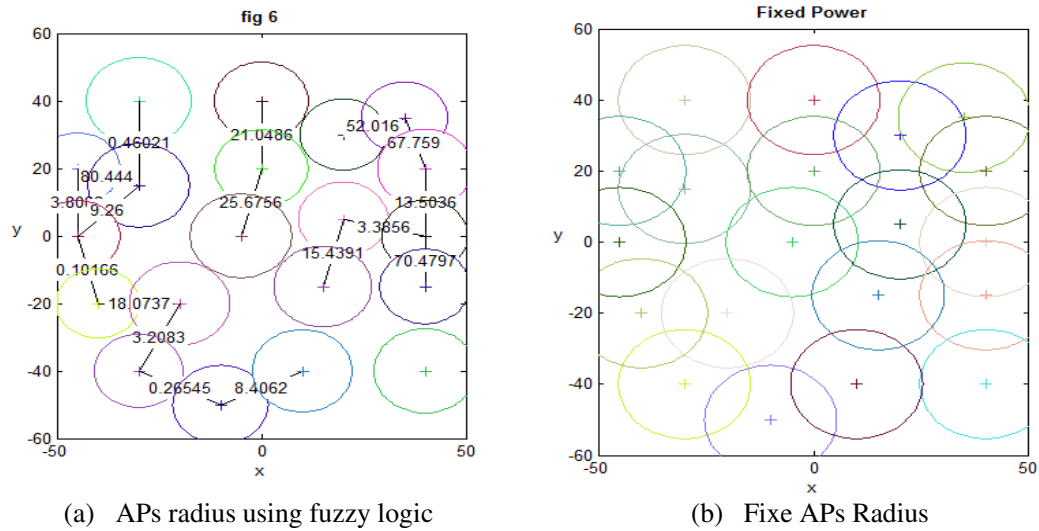 fig 6
60
40
20
y 0
-20
-40
-60
-50 0 50
x
0.46021
21.0486
52.016
67.759
80.444
9.26
25.6756
13.5036
3.3856
15.4391
70.4797
0.10166
18.0737
3.2083
0.26545
8.4062
(a) APs radius using fuzzy logic
Fixed Power
60
40
20
y 0
-20
-40
-60
-50 0 50
x
(b) Fixe APs Radius